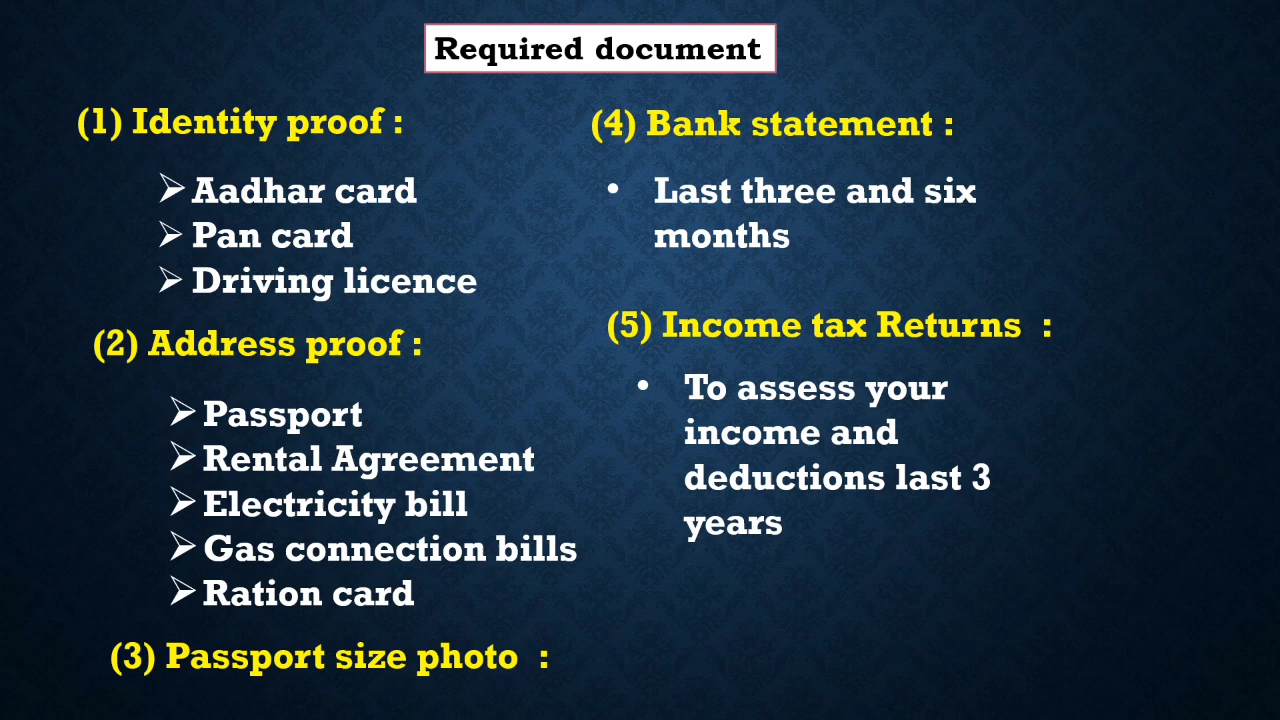 Required document
(1) Identity proof :
Aadhar card
Pan card
Driving licence
(2) Address proof :
Passport
Rental Agreement
Electricity bill
Gas connection bills
Ration card
(3) Passport size photo :
(4) Bank statement :
Last three and six
months
(5) Income tax Returns :
To assess your
income and
deductions last 3
years